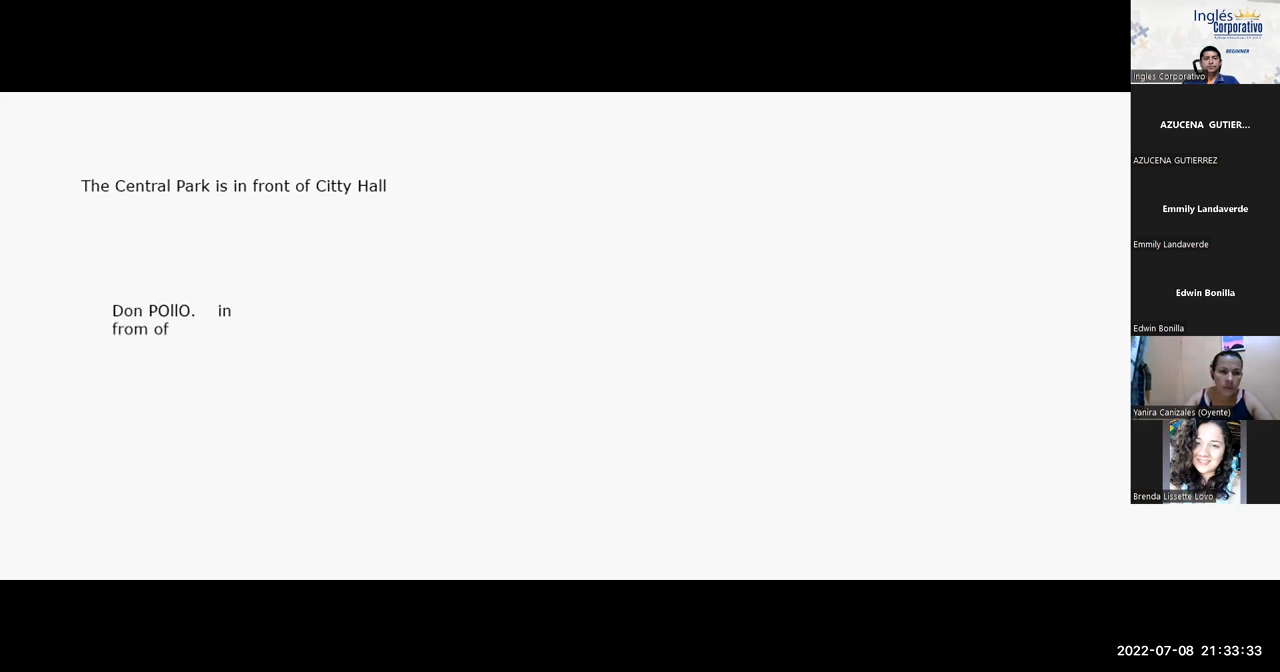 Inglés
Corporativo
BEGINNER
Ingles Corporativo
AZUCENA GUTIER...
AZUCENA GUTIERREZ
The Central Park is in front of Citty Hall
Emmily Landaverde
Emmily Landaverde
Edwin Bonilla
Don POllO. in
from of
Edwin Bonilla
Yanira Canizales (Oyente)
Brenda Lissette Lovo
2022-07-08 21:33:33